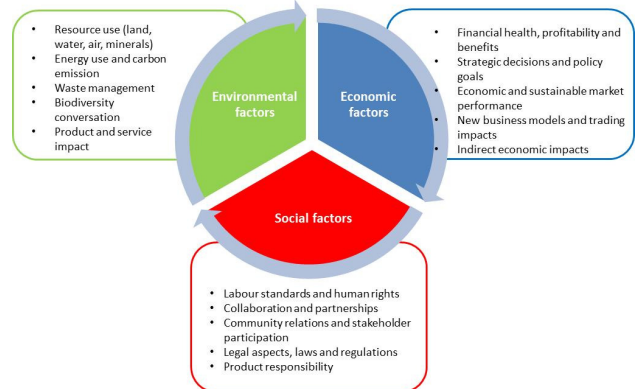 • Resource use (land,
water, air, minerals)
• Energy use and carbon
emission
• Waste management
• Biodiversity
conversation
• Product and service
impact
Environmental
factors
Economic
factors
• Financial health, profitability and
benefits
• Strategic decisions and policy
goals
• Economic and sustainable market
performance
• New business models and trading
impacts
• Indirect economic impacts
Social factors
• Labour standards and human rights
• Collaboration and partnerships
• Community relations and stakeholder
participation
• Legal aspects, laws and regulations
• Product responsibility